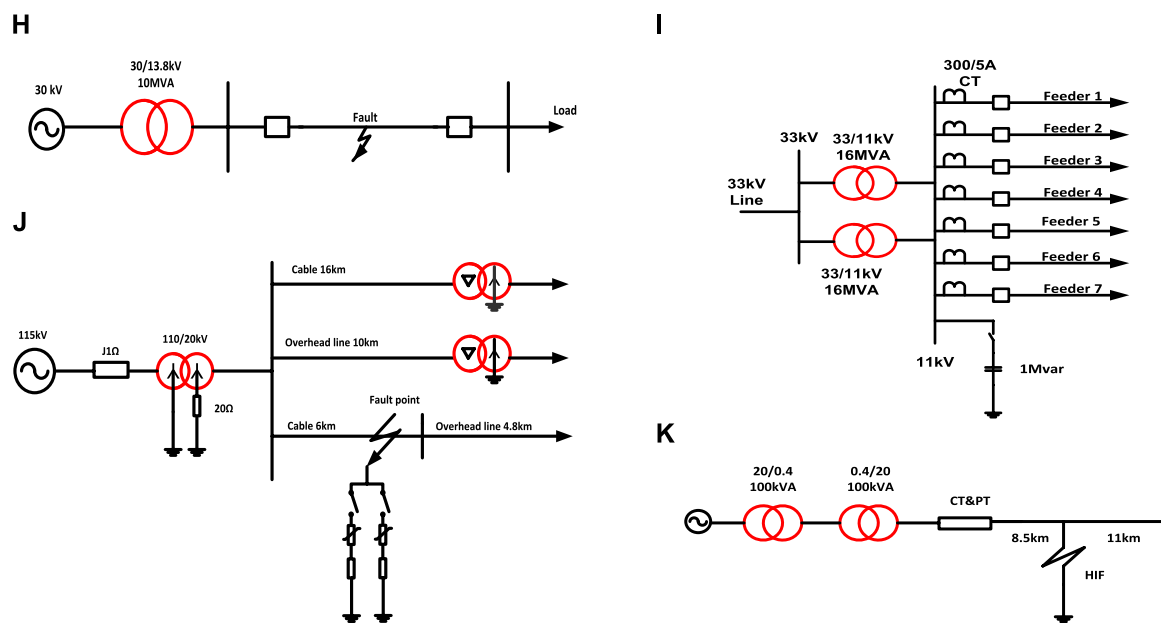 H
30/13.8kV
10MVA
30 kV
Fault
Load
I
300/5A
CT
Feeder 1
Feeder 2
Feeder 3
Feeder 4
Feeder 5
Feeder 6
Feeder 7
33kV
33/11kV
16MVA
33kV
Line
33/11kV
16MVA
11kV
1Mvar
J
Cable 16km
115kV
J1Ω
110/20kV
Overhead line 10km
20Ω
Fault point
Cable 6km
Overhead line 4.8km
K
20/0.4
100kVA
0.4/20
100kVA
CT&PT
8.5km
11km
HIF